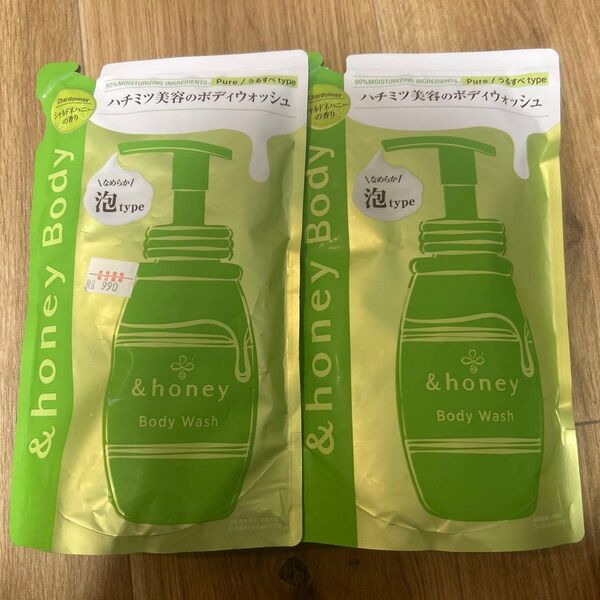 90%MOISTURIZING INGREDIENTS
Pure / うるすべ type
ハチミツ美容のボディウォッシュ
Chardonnay
シャルドネハニー
の香り
なめらか
泡type
&honey Body
税込 990
&honey
Body Wash
90%MOISTURIZING INGREDIENTS
Pure / うるすべ type
ハチミツ美容のボディウォッシュ
Chardonnay
シャルドネハニー
の香り
なめらか
泡type
&honey Body
&honey
Body Wash